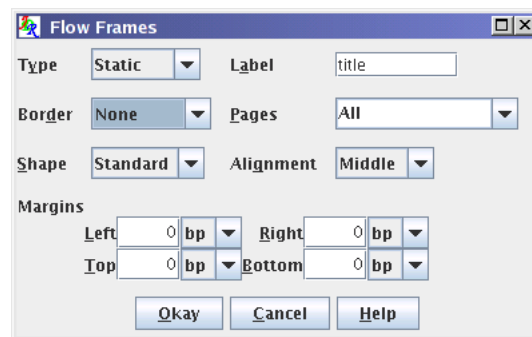 Flow Frames
Type Static Label title
Border None Pages All
Shape Standard Alignment Middle
Margins
Left 0 bp Right 0 bp
Top 0 bp Bottom 0 bp
Okay Cancel Help